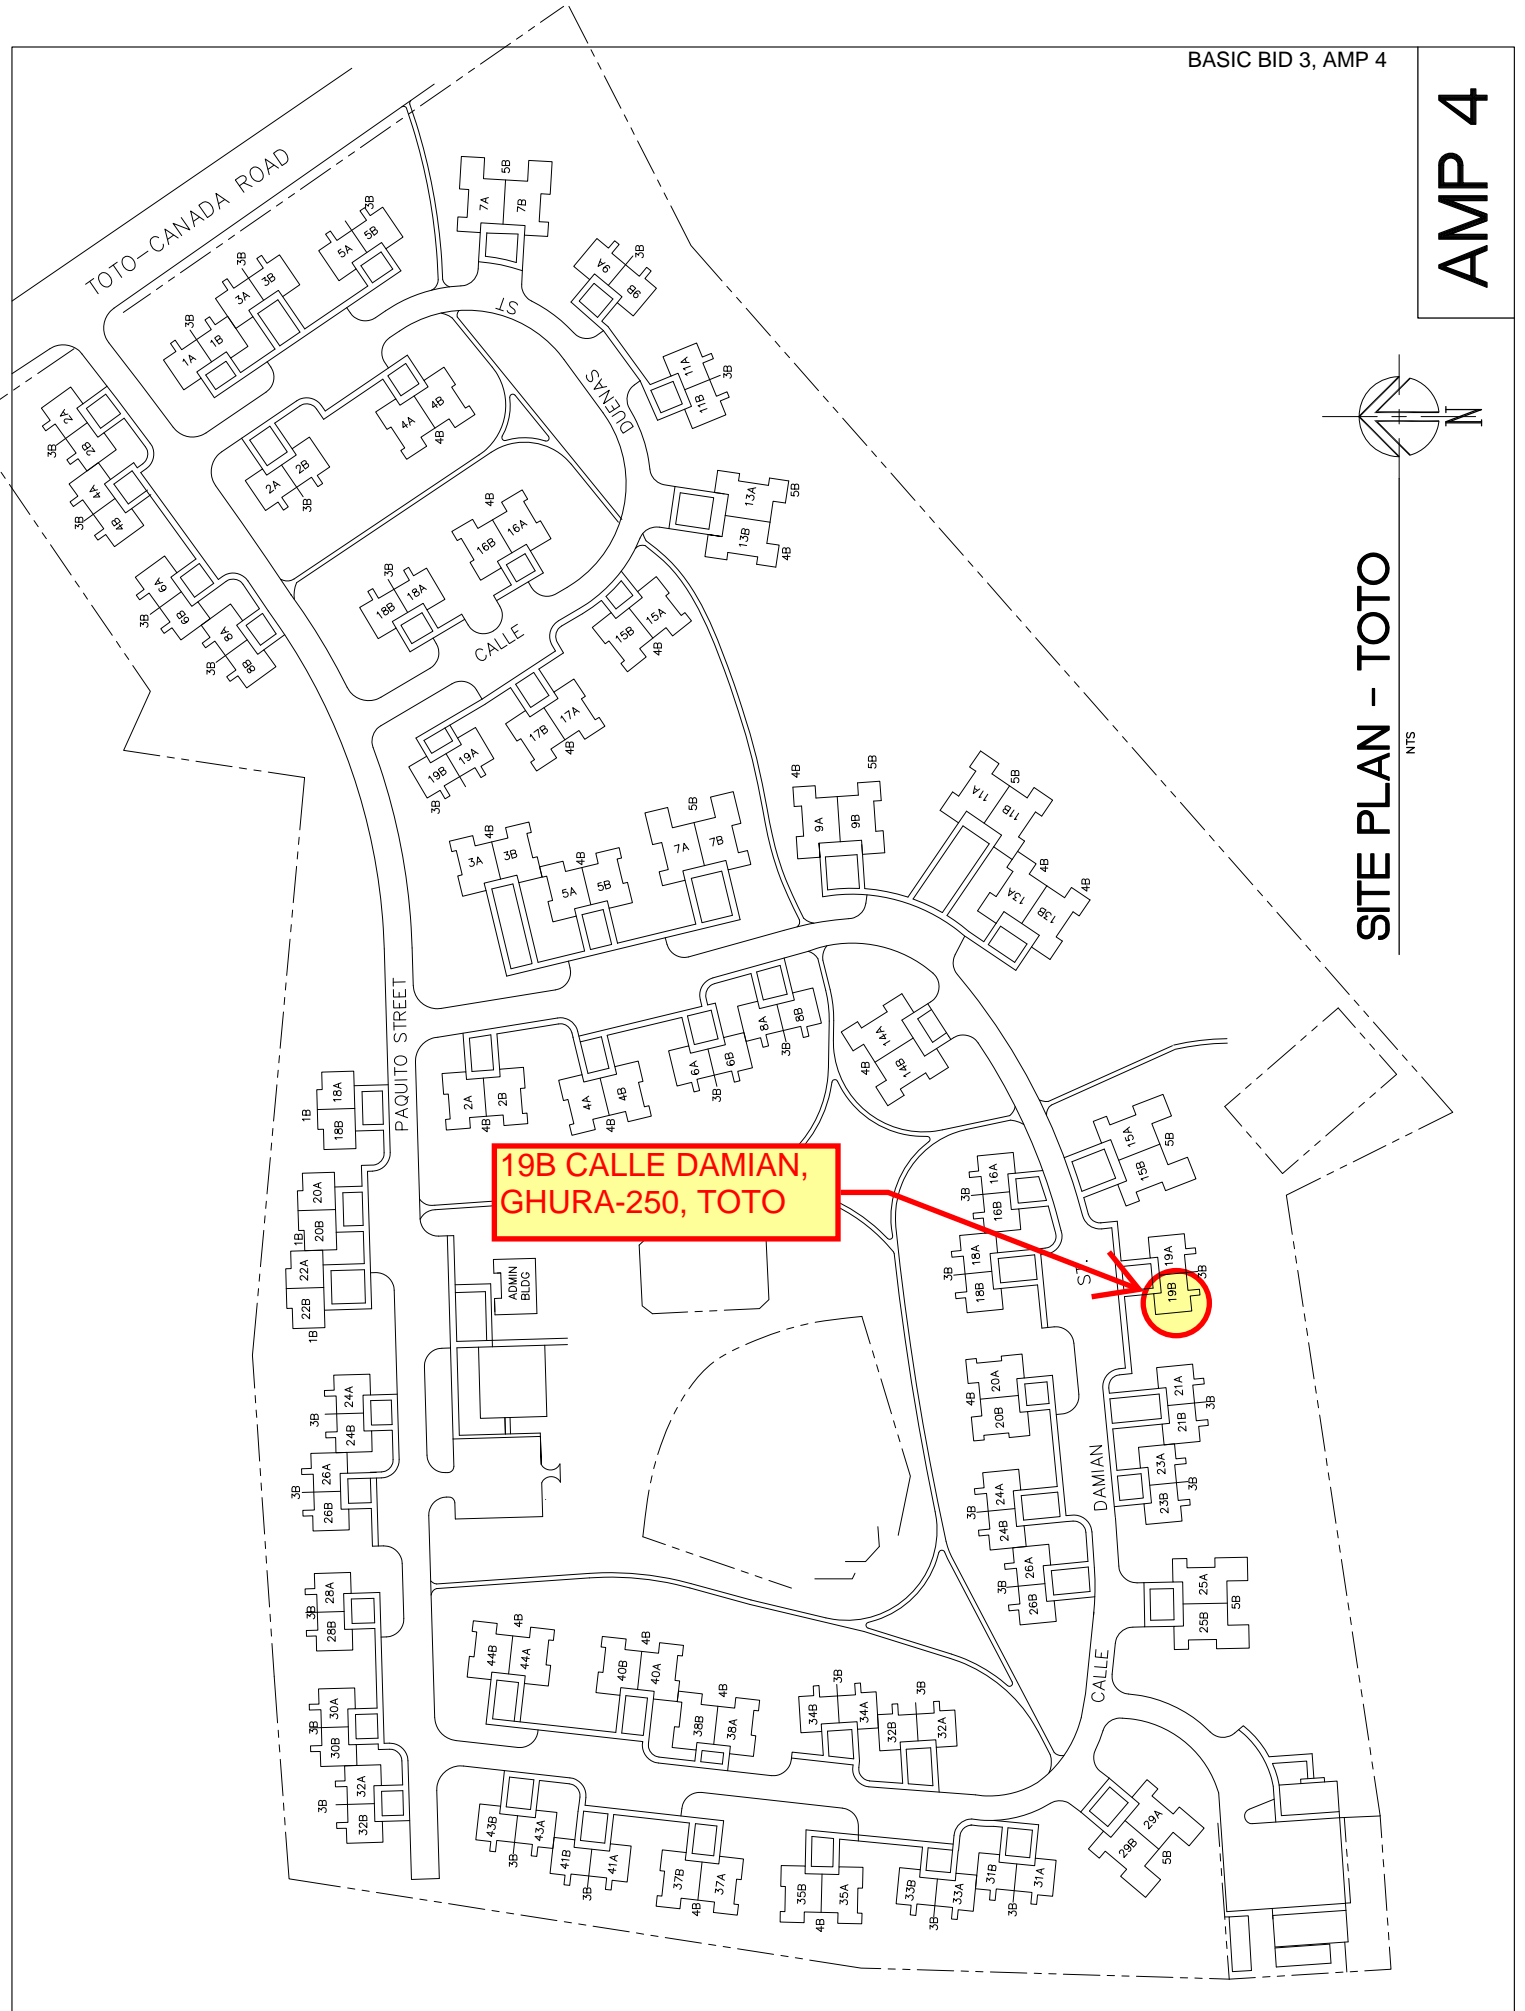 BASIC BID 3, AMP 4
AMP 4
SITE PLAN - TOTO
NTS
N
TOTO-CANADA ROAD
5B
7A
7B
3B
5A
5B
3B
3A
3B
3B
1A
1B
9A
3B
9B
ST
DUENAS
11A
3B
11B
2A
3B
2B
4A
3B
4B
4A
4B
4B
2A
2B
3B
13A
5B
13B
4B
4B
16A
16B
3B
18A
18B
6A
3B
6B
8A
3B
8B
CALLE
15B
15A
4B
17B
17A
4B
19B
19A
3B
3A
4B
3B
5A
4B
5B
7A
5B
7B
4B
9A
5B
9B
11A
5B
11B
13A
4B
13B
4B
PAQUITO STREET
2A
2B
4B
4A
4B
4B
6A
6B
3B
8A
8B
3B
14A
14B
4B
1B
18A
18B
20A
20B
1B
22A
22B
1B
15A
15B
5B
16A
3B
16B
18A
3B
18B
ST.
19A
3B
19B
19B CALLE DAMIAN,
GHURA-250, TOTO
ADMIN
BLDG
24A
3B
24B
26A
3B
26B
20A
4B
20B
21A
3B
21B
23A
3B
23B
DAMIAN
24A
3B
24B
26A
3B
26B
25A
25B
5B
CALLE
28A
3B
28B
30A
3B
30B
32A
3B
32B
44B
4B
44A
40B
4B
40A
38B
4B
38A
34B
3B
34A
32B
3B
32A
43B
43A
3B
41B
41A
3B
37B
37A
4B
35B
35A
4B
33B
33A
3B
31B
31A
3B
29A
29B
5B